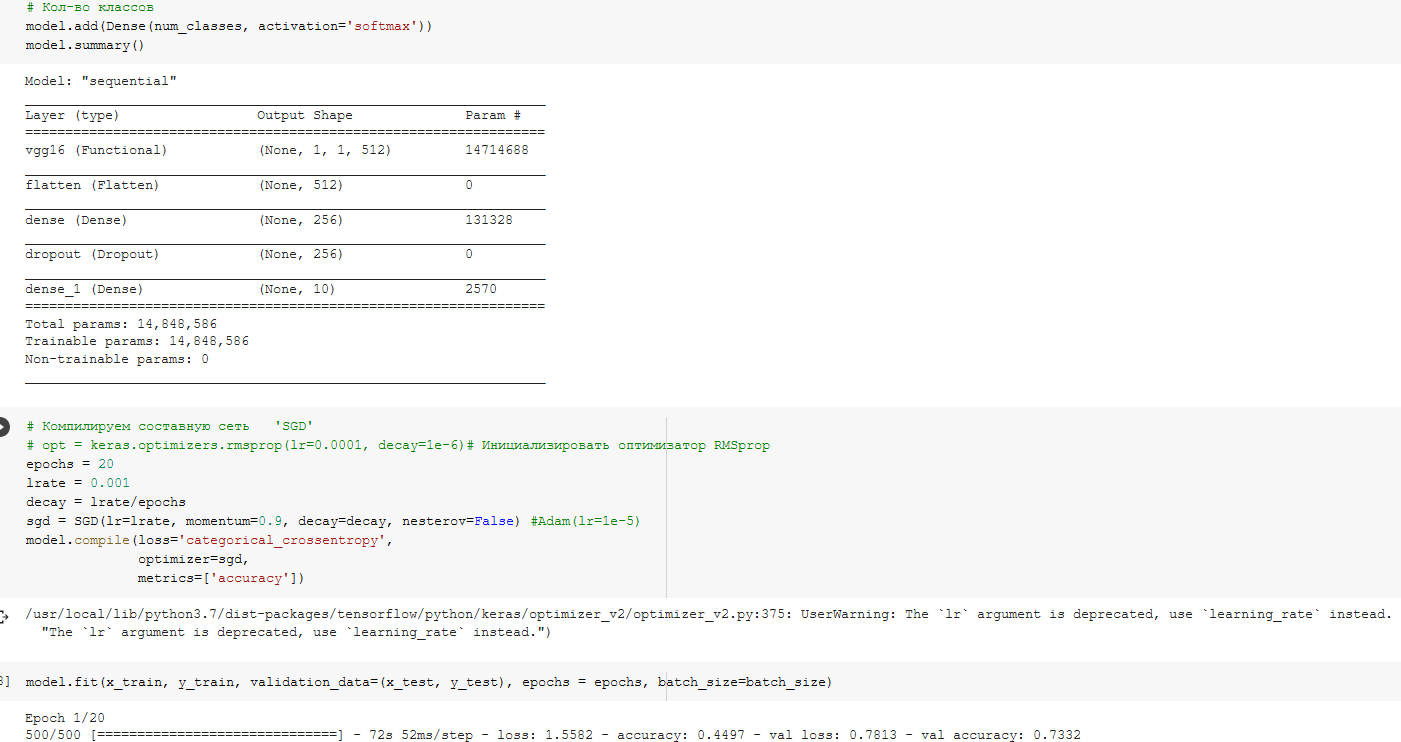 # Кол-во классов
model.add(Dense(num_classes, activation='softmax'))
model.summary()
Model: "sequential"
Layer (type) Output Shape Param #
=================================================================
vgg16 (Functional) (None, 1, 1, 512) 14714688
flatten (Flatten) (None, 512) 0
dense (Dense) (None, 256) 131328
dropout (Dropout) (None, 256) 0
dense_1 (Dense) (None, 10) 2570
=================================================================
Total params: 14,848,586
Trainable params: 14,848,586
Non-trainable params: 0
# Компилируем составную сеть 'SGD'
# opt = keras.optimizers.rmsprop(lr=0.0001, decay=1e-6)# Инициализировать оптимизатор RMSprop
epochs = 20
lrate = 0.001
decay = lrate/epochs
sgd = SGD(lr=lrate, momentum=0.9, decay=decay, nesterov=False) #Adam(lr=1e-5)
model.compile(loss='categorical_crossentropy',
optimizer=sgd,
metrics=['accuracy'])
/usr/local/lib/python3.7/dist-packages/tensorflow/python/keras/optimizer_v2/optimizer_v2.py:375: UserWarning: The `lr` argument is deprecated, use `learning_rate` instead.
"The `lr` argument is deprecated, use `learning_rate` instead.")
]
model.fit(x_train, y_train, validation_data=(x_test, y_test), epochs = epochs, batch_size=batch_size)
Epoch 1/20
500/500 [==============================] - 72s 52ms/step - loss: 1.5582 - accuracy: 0.4497 - val_loss: 0.7813 - val_accuracy: 0.7332